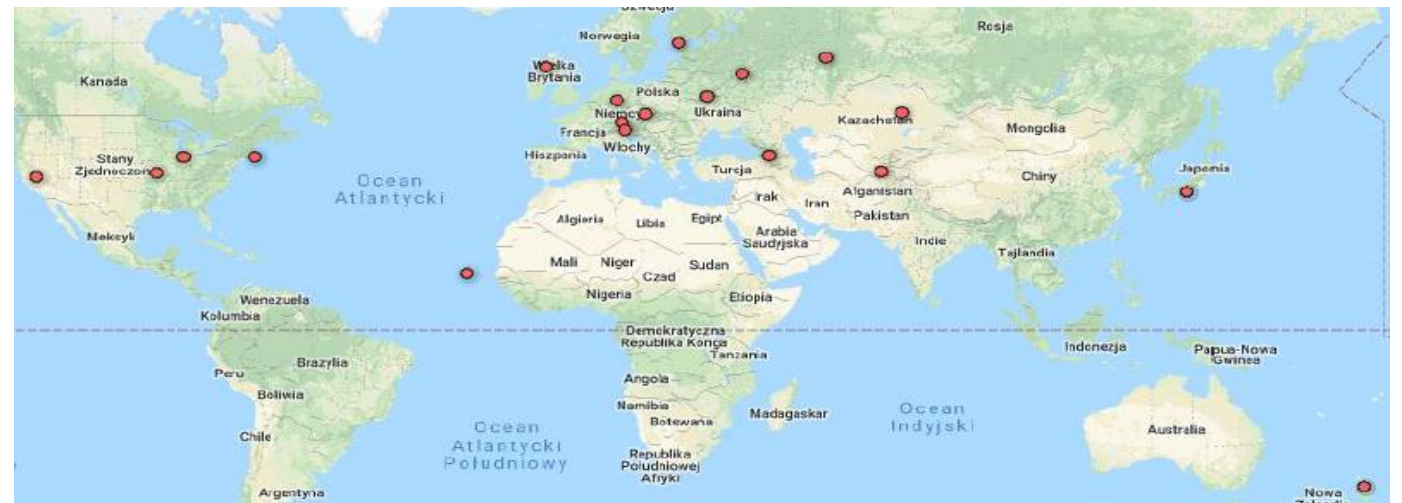 Szwecja
Rosja
Norwegia
Wielka
Brytania
Kanada
Polska
Niemcy
Ukraina
Kazachstan
Mongolia
Francja
Włochy
Hiszpania
Stany
Zjednoczone
Turcja
Chiny
Japonia
Ocean
Atlantycki
Afganistan
Irak
Iran
Pakistan
Algieria
Libia
Egipt
Arabia
Saudyjska
Indie
Meksyk
Tajlandia
Mali
Niger
Czad
Sudan
Nigeria
Etiopia
Wenezuela
Kolumbia
Demokratyczna
Republika Konga
Tanzania
Indonezja
Papua-Nowa
Gwinea
Brazylia
Peru
Angola
Boliwia
Namibia
Botswana
Madagaskar
Ocean
Indyjski
Ocean
Atlantycki
Południowy
Chile
Republika
Południowej
Afryki
Australia
Argentyna
Nowa